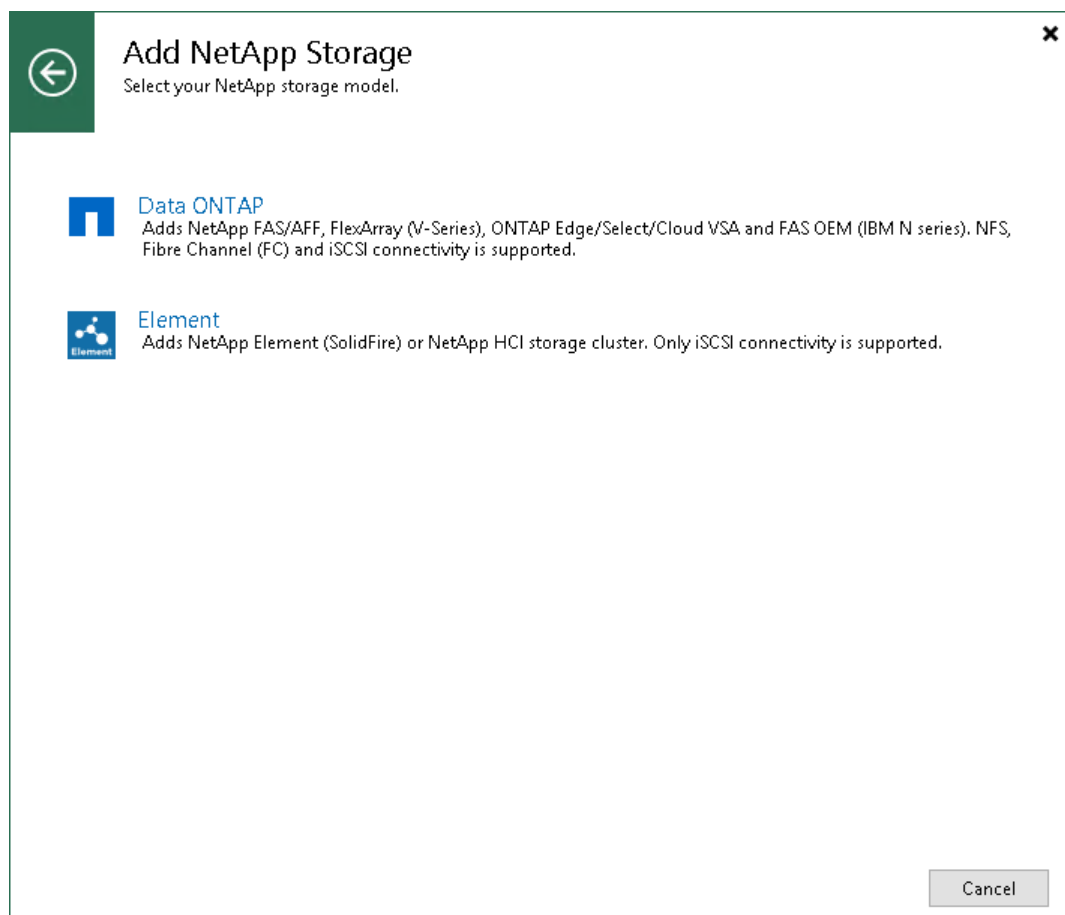 Add NetApp Storage
Select your NetApp storage model.
Data ONTAP
Adds NetApp FAS/AFF, FlexArray (V-Series), ONTAP Edge/Select/Cloud VSA and FAS OEM (IBM N series). NFS,
Fibre Channel (FC) and iSCSI connectivity is supported.
Element
Adds NetApp Element (SolidFire) or NetApp HCI storage cluster. Only iSCSI connectivity is supported.
Element
Cancel